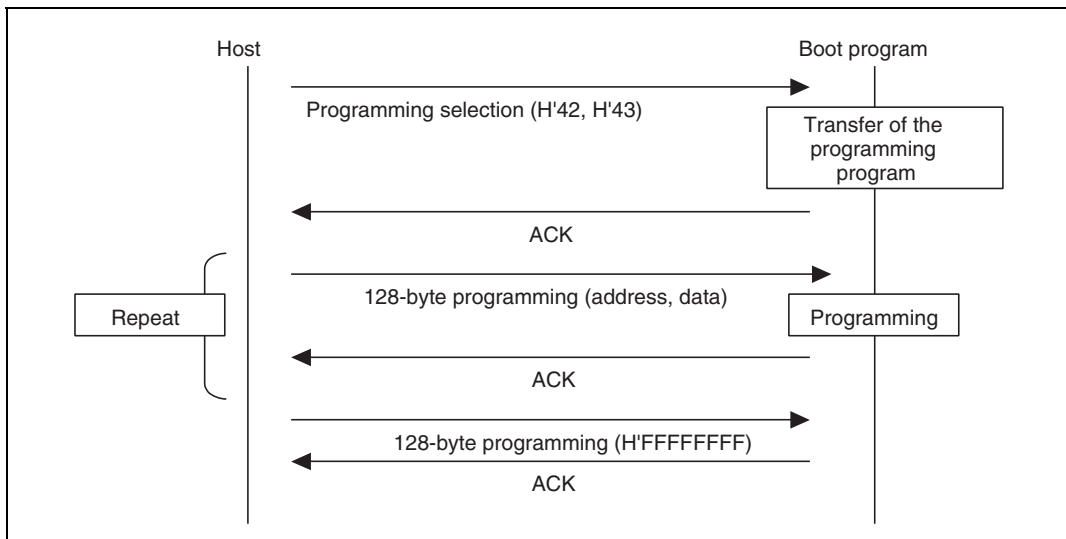 Host
Boot program
Programming selection (H'42, H'43)
Transfer of the
programming
program
ACK
128-byte programming (address, data)
Repeat
Programming
ACK
128-byte programming (H'FFFFFFFF)
ACK